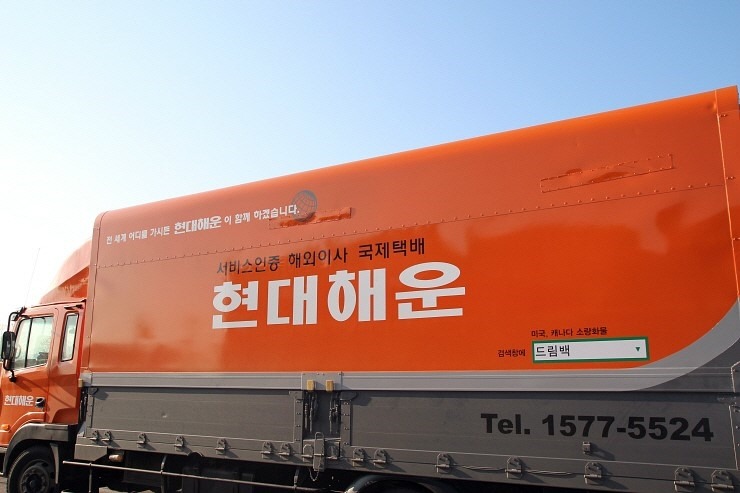 전 세계 어디를 가시든 현대해운이 함께 하겠습니다.
서비스인증 해외이사 국제택배
현대해운
미국, 캐나다 소량화물
검색창에 드림백
현대해운
Tel. 1577-5524